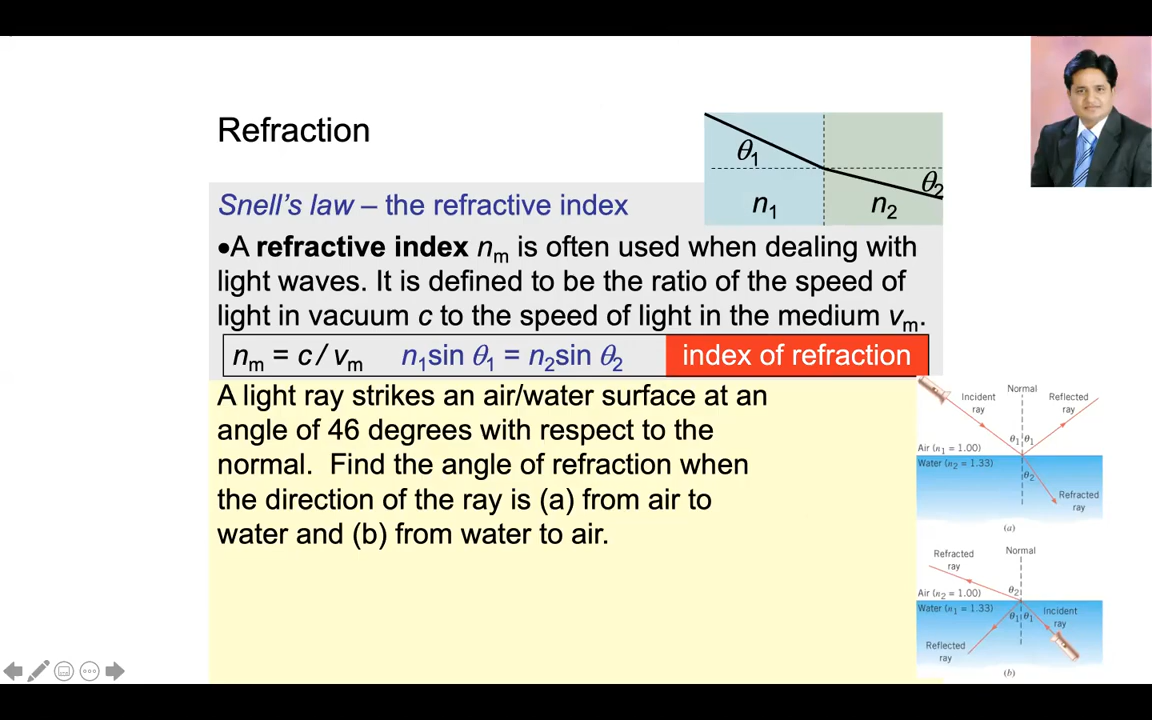 Refraction
θ1
θ2
n1
n2
Snell's law – the refractive index
•A refractive index nm is often used when dealing with
light waves. It is defined to be the ratio of the speed of
light in vacuum c to the speed of light in the medium vm.
nm = c / vm n1sin θ1 = n2sin θ2 index of refraction
A light ray strikes an air/water surface at an
angle of 46 degrees with respect to the
normal. Find the angle of refraction when
the direction of the ray is (a) from air to
water and (b) from water to air.
Normal
Incident
ray
Reflected
ray
θ1 θ1
Air (n1 = 1.00)
Water (n2 = 1.33)
θ2
Refracted
ray
(a)
Refracted
ray
Normal
Air (n2 = 1.00)
θ2
Water (n1 = 1.33)
θ1 θ1
Incident
ray
Reflected
ray
(b)